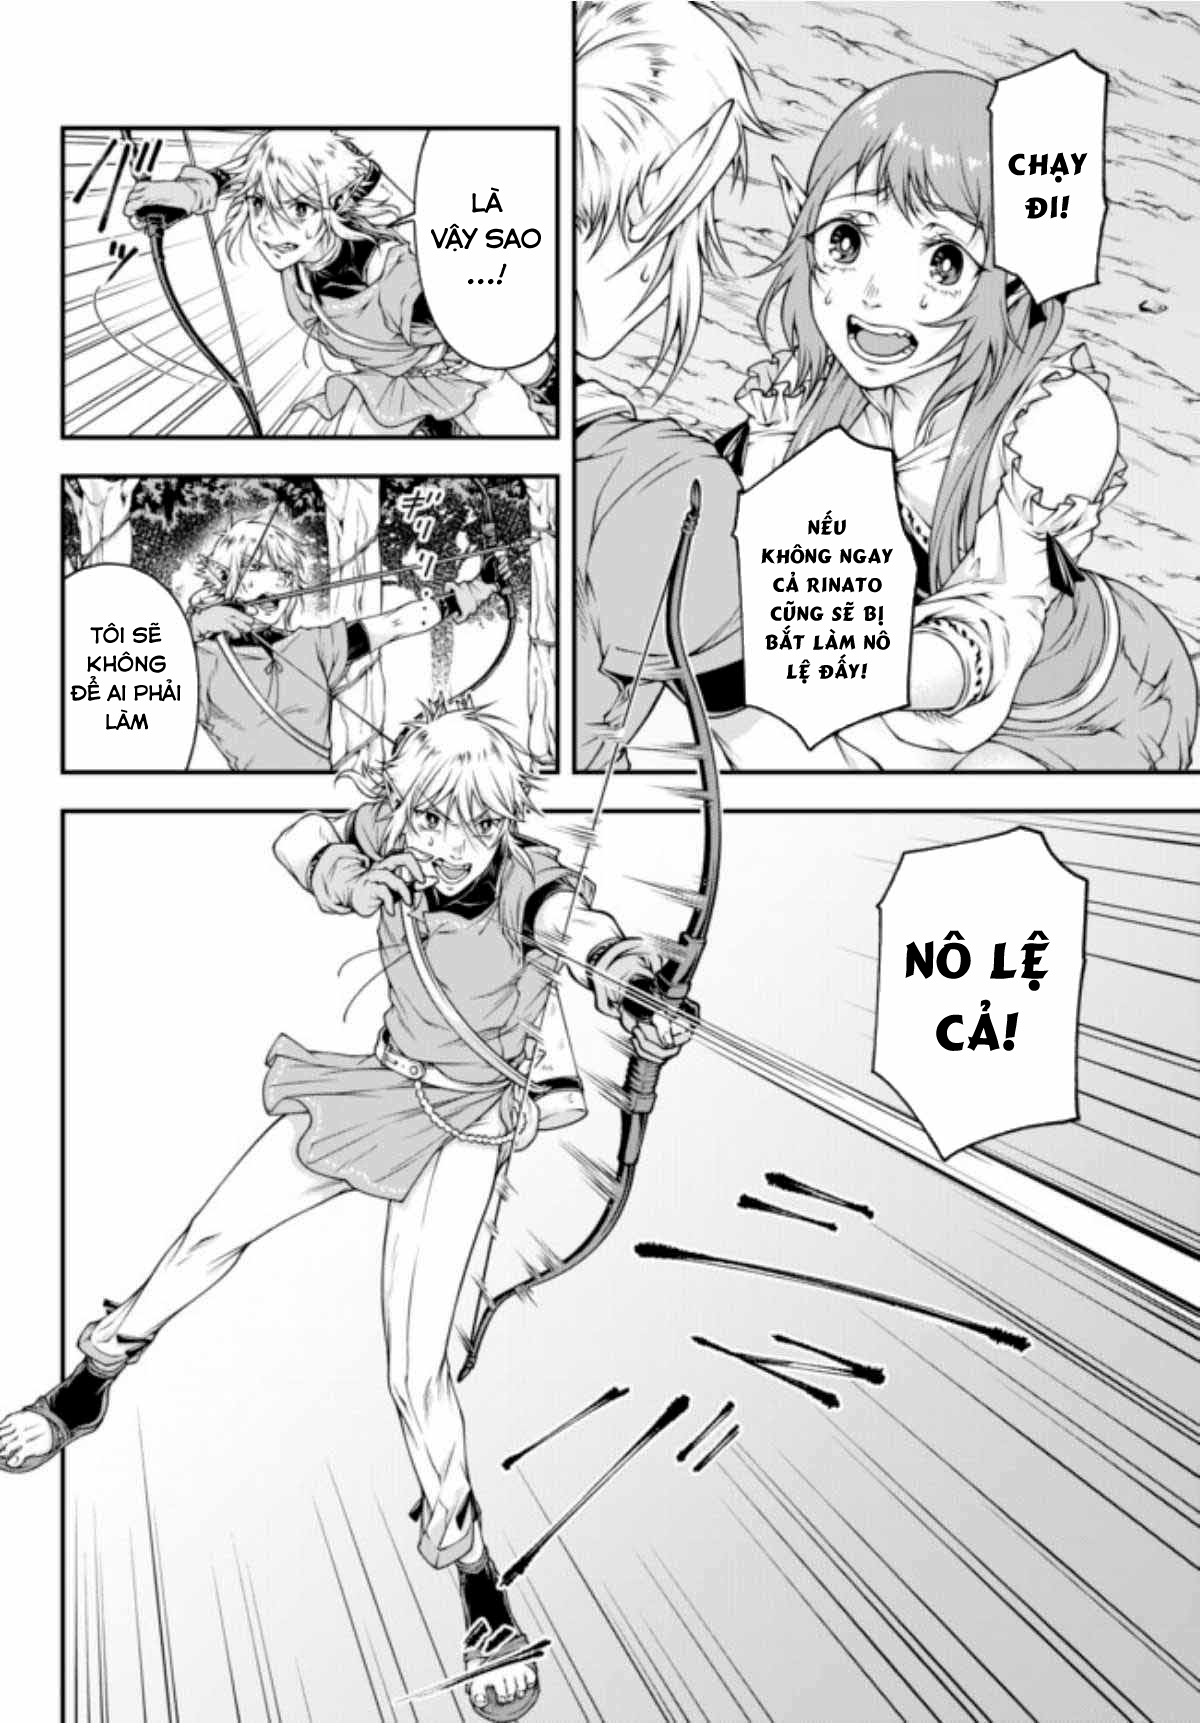 CHẠY
ĐI!
NẾU
KHÔNG NGAY
CẢ RINATO
CŨNG SẼ BỊ
BẮT LÀM NÔ
LỆ ĐẤY!
LÀ
VẬY SAO
...!
TÔI SẼ
KHÔNG
ĐỂ AI PHẢI
LÀM
NÔ LỆ
CẢ!